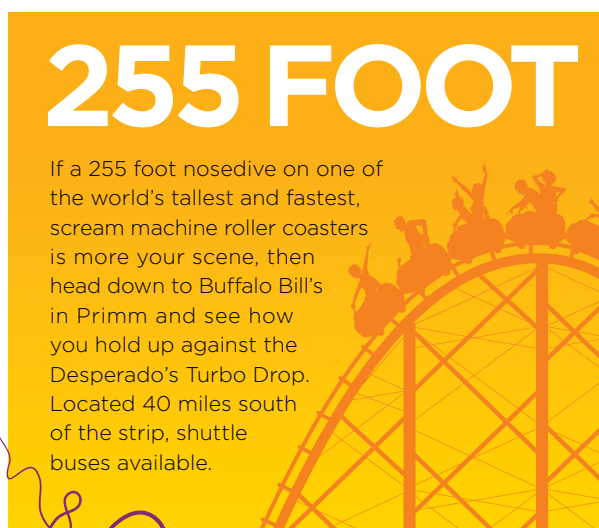 255 FOOT
If a 255 foot nosedive on one of
the world's tallest and fastest,
scream machine roller coasters
is more your scene, then
head down to Buffalo Bill's
in Primm and see how
you hold up against the
Desperado's Turbo Drop.
Located 40 miles south
of the strip, shuttle
buses available.